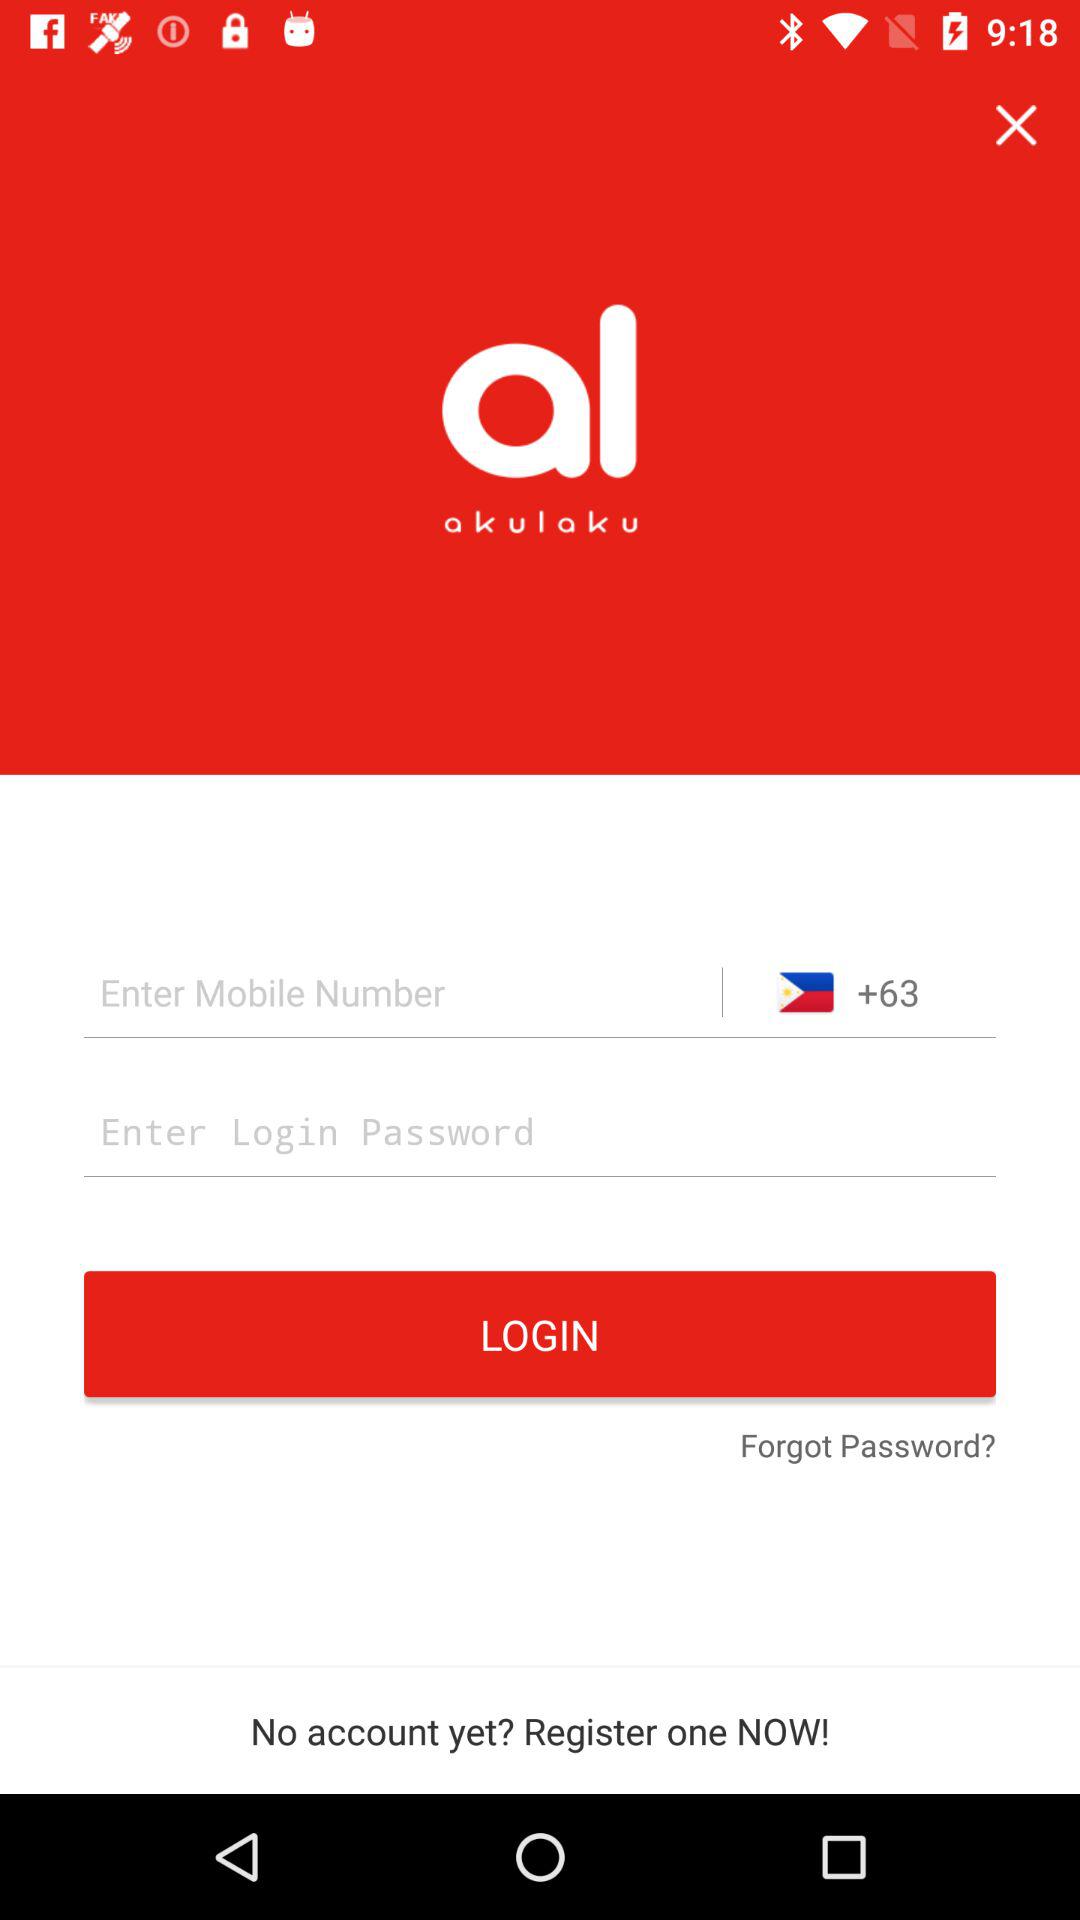 FAKE
9:18
al
akulaku
Enter Mobile Number
+63
Enter Login Password
LOGIN
Forgot Password?
No account yet? Register one NOW!